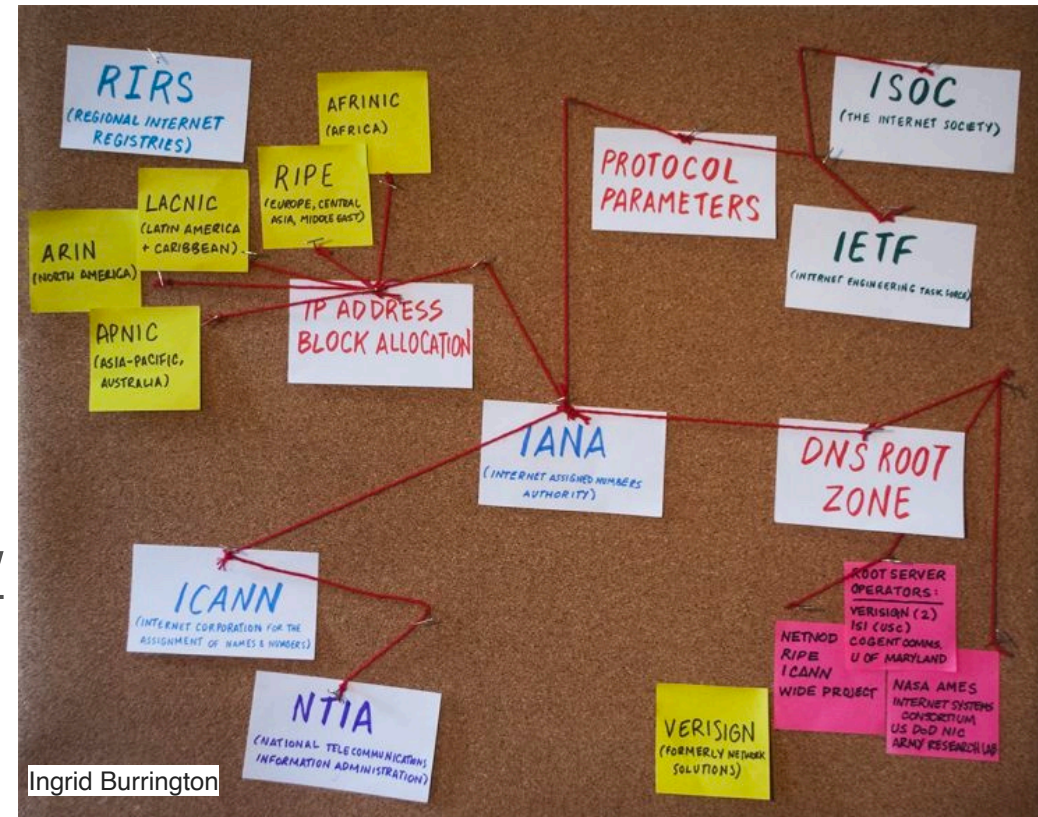 RIRS
(REGIONAL INTERNET
REGISTRIES)
AFRINIC
(AFRICA)
RIPE
(EUROPE, CENTRAL
ASIA, MIDDLE EAST)
LACNIC
(LATIN AMERICA
+ CARIBBEAN)
ARIN
(NORTH AMERICA)
APNIC
(ASIA-PACIFIC,
AUSTRALIA)
IP ADDRESS
BLOCK ALLOCATION
PROTOCOL
PARAMETERS
ISOC
(THE INTERNET SOCIETY)
IETF
(INTERNET ENGINEERING TASK FORCE)
IANA
(INTERNET ASSIGNED NUMBERS
AUTHORITY)
DNS ROOT
ZONE
ICANN
(INTERNET CORPORATION FOR THE
ASSIGNMENT OF NAMES & NUMBERS)
NTIA
(NATIONAL TELECOMMUNICATIONS
INFORMATION ADMINISTRATION)
VERISIGN
(FORMERLY NETWORK
SOLUTIONS)
ROOT SERVER
OPERATORS:
VERISIGN (2)
ISI (USC)
COGENT COMMS,
U OF MARYLAND
NETNOD
RIPE
ICANN
WIDE PROJECT
NASA AMES
INTERNET SYSTEMS
CONSORTIUM
US DOD NIC
ARMY RESEARCH LAB
Ingrid Burrington